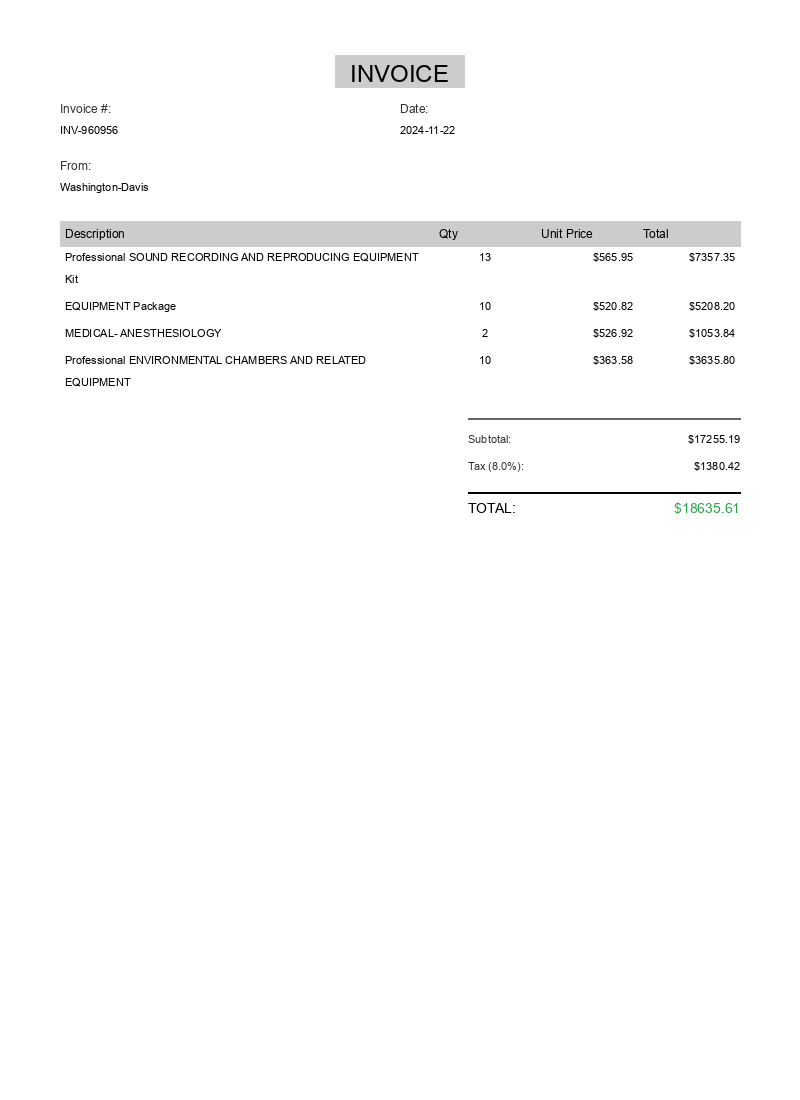 INVOICE
Invoice #: Date:
INV-960956 2024-11-22
From:
Washington-Davis
Description Qty Unit Price Total
Professional SOUND RECORDING AND REPRODUCING EQUIPMENT 13 $565.95 $7357.35
Kit
EQUIPMENT Package 10 $520.82 $5208.20
MEDICAL- ANESTHESIOLOGY 2 $526.92 $1053.84
Professional ENVIRONMENTAL CHAMBERS AND RELATED 10 $363.58 $3635.80
EQUIPMENT
Subtotal: $17255.19
Tax (8.0%): $1380.42
TOTAL: $18635.61